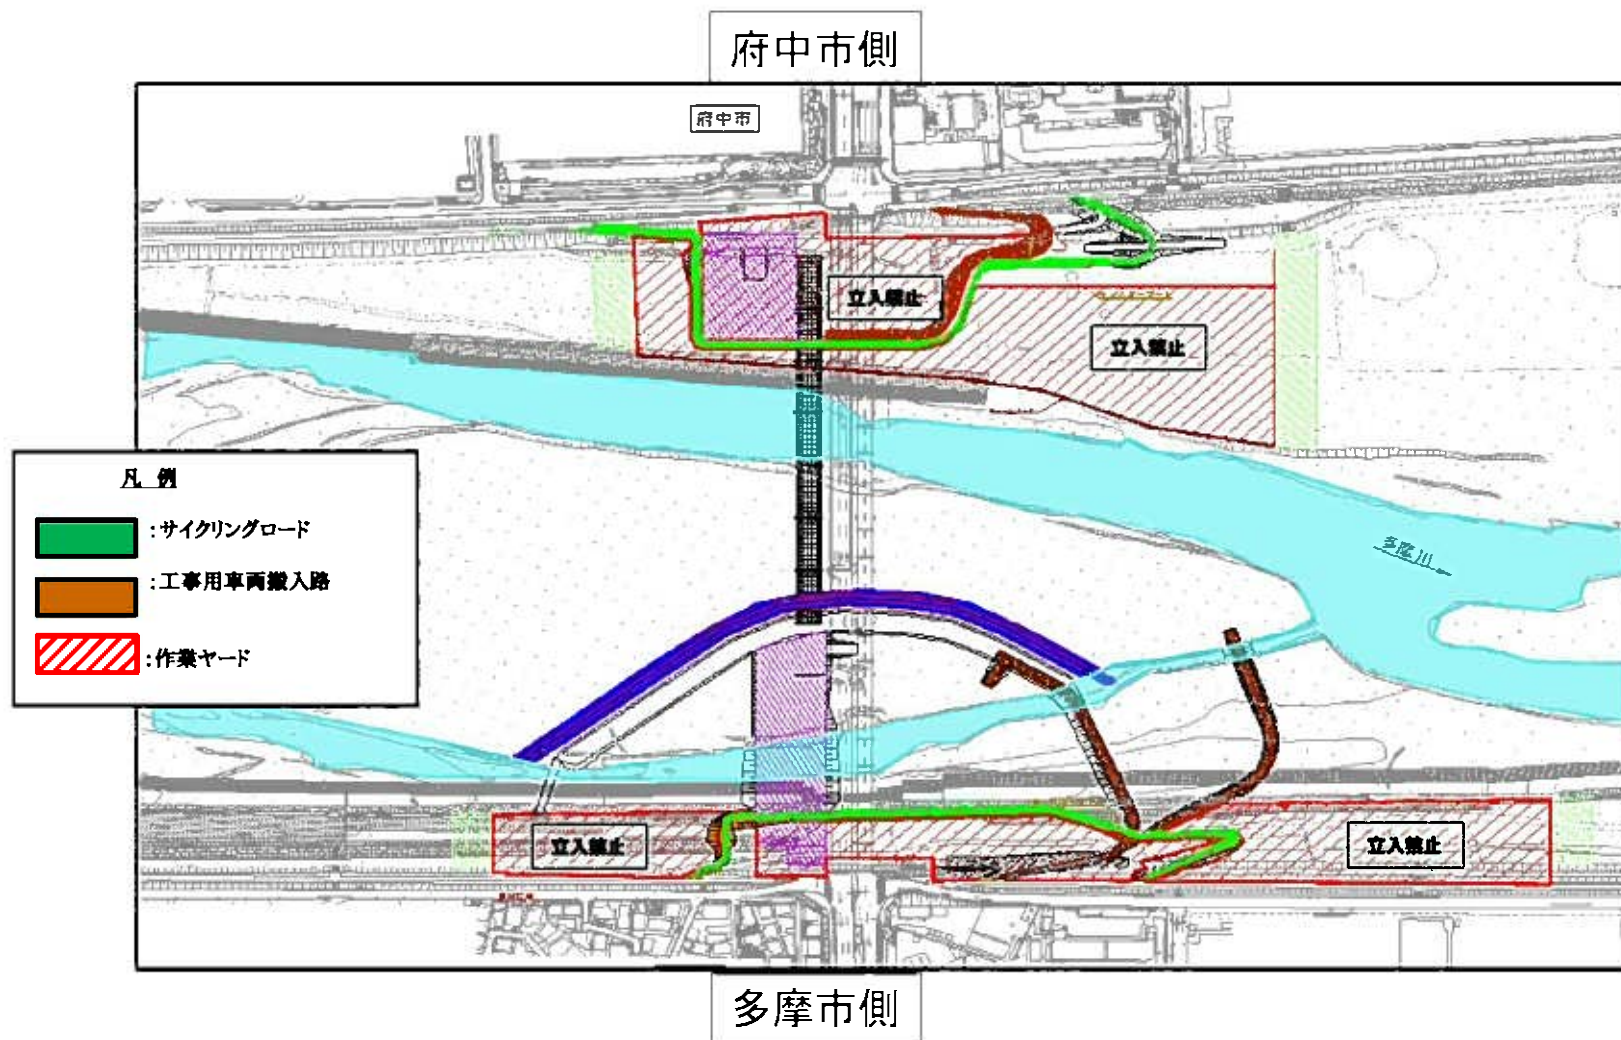 府中市側
府中市
立入禁止
立入禁止
凡 例
：サイクリングロード
：工事用車両搬入路
：作業ヤード
多摩川
立入禁止
立入禁止
多摩市側